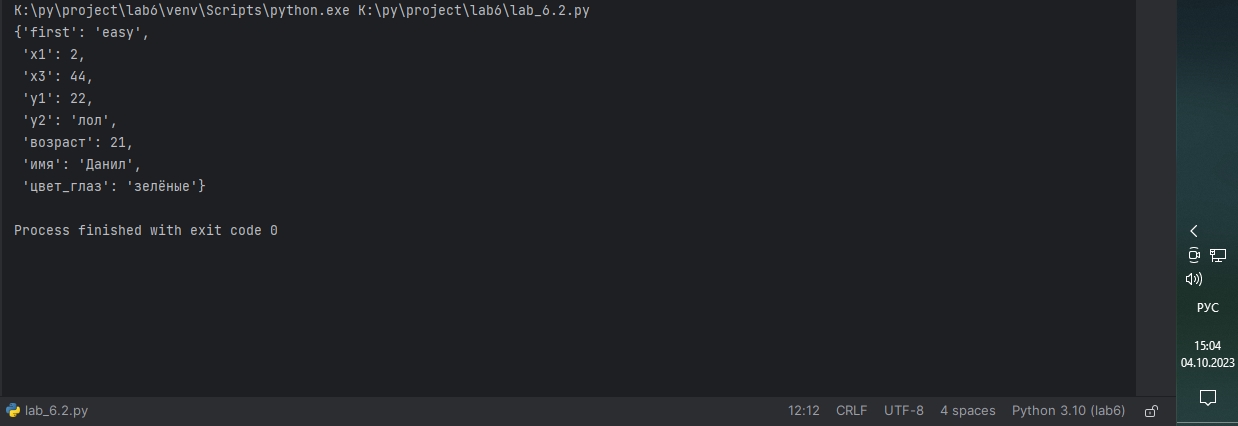 K:\py\project\lab6\venv\Scripts\python.exe K:\py\project\lab6\lab_6.2.py
{'first': 'easy',
 'x1': 2,
 'x3': 44,
 'y1': 22,
 'y2': 'лол',
 'возраст': 21,
 'имя': 'Данил',
 'цвет_глаз': 'зелёные'}
Process finished with exit code 0
РУС
15:04
04.10.2023
lab_6.2.py
12:12 CRLF UTF-8 4 spaces Python 3.10 (lab6)